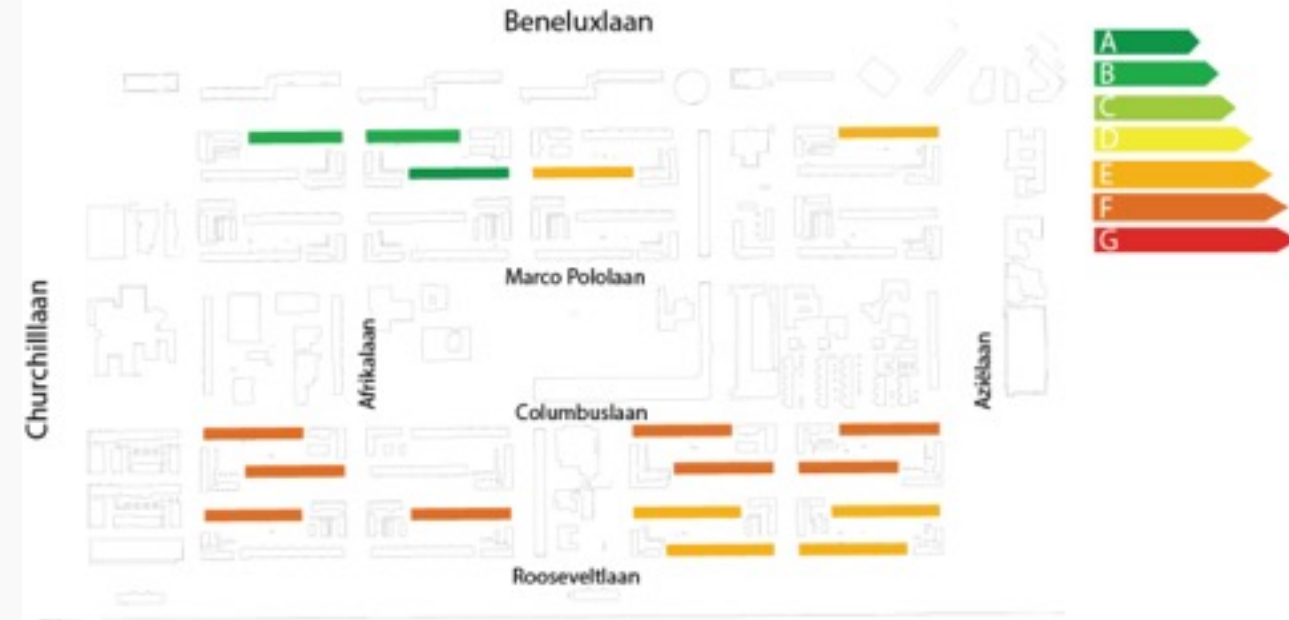 Beneluxlaan
A
B
C
D
E
F
G
Marco Pololaan
Churchilllaan
Afrikalaan
Aziëlaan
Columbuslaan
Rooseveltlaan